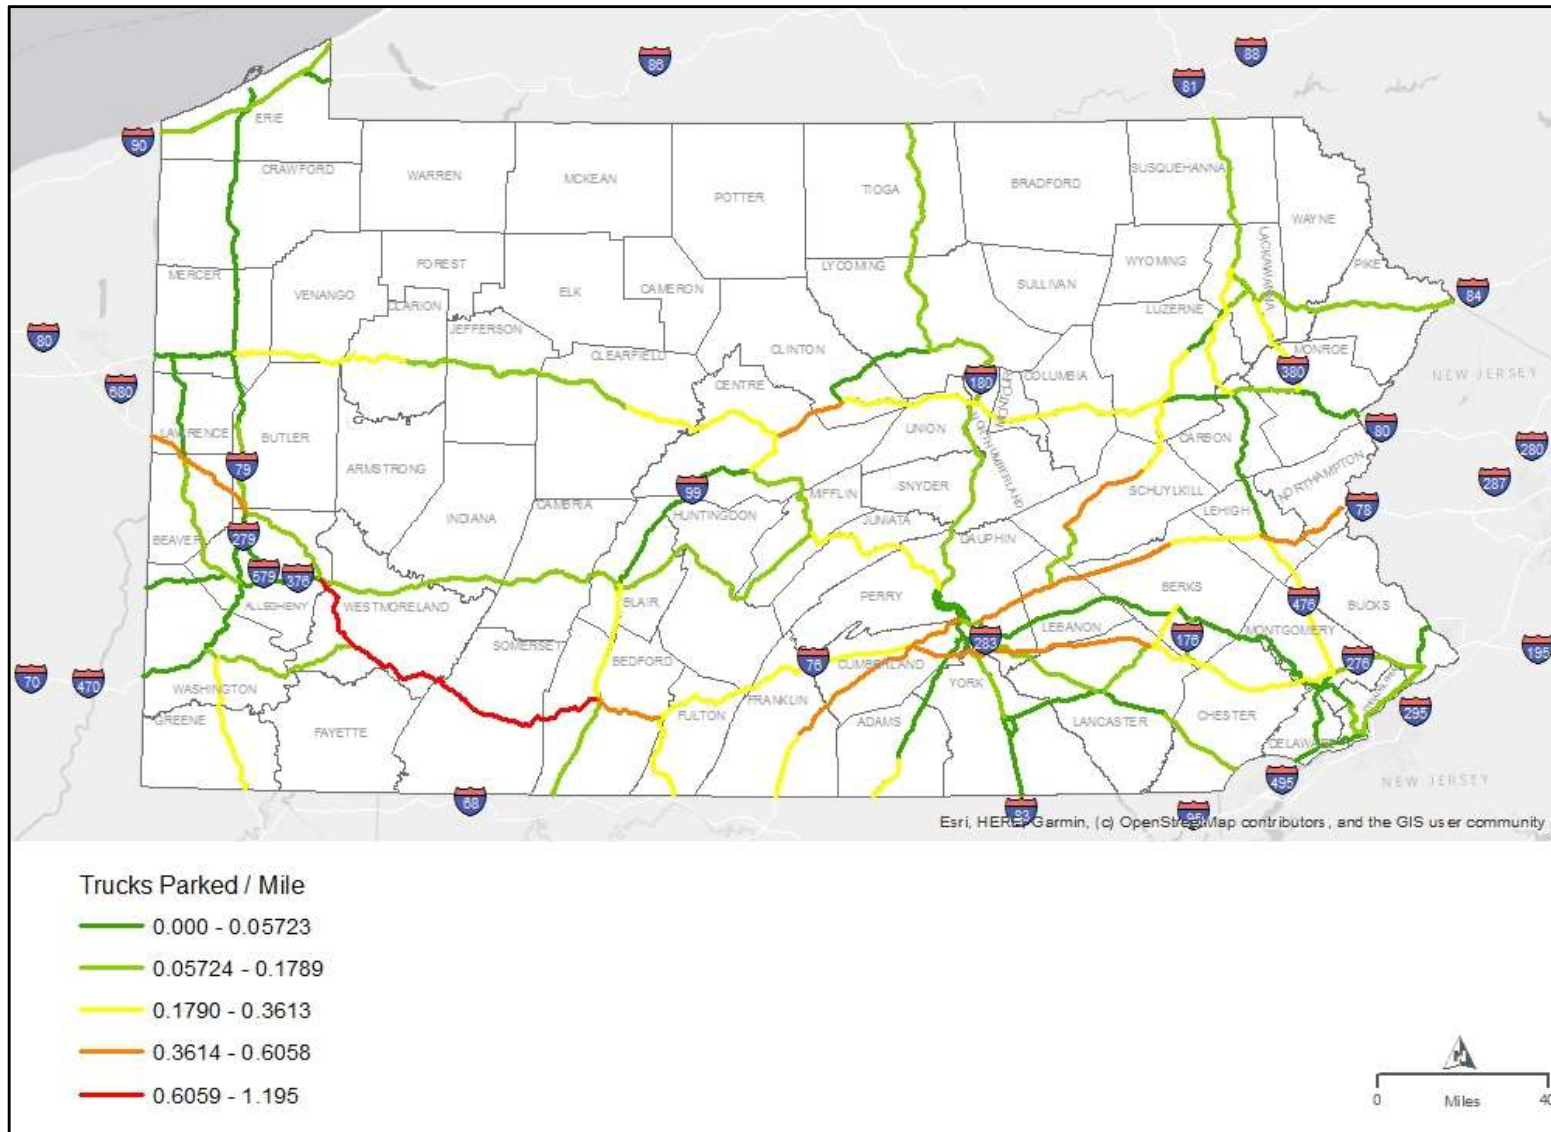 86
88
81
90
ERIE
CRAWFORD
WARREN
MCKEAN
POTTER
TIOGA
BRADFORD
SUSQUEHANNA
WAYNE
MERCER
VENANGO
FOREST
CLARION
ELK
CAMERON
LYCOMING
SULLIVAN
WYOMING
LACKAWANNA
PIKE
84
80
JEFFERSON
CLEARFIELD
CLINTON
LUZERNE
MONROE
NEW JERSEY
680
CENTRE
180
COLUMBIA
380
80
LAWRENCE
BUTLER
ARMSTRONG
UNION
NORTHUMBERLAND
CARBON
280
79
99
MIFFLIN
SNYDER
SCHUYLKILL
NORTHAMPTON
287
INDIANA
CAMBRIA
HUNTINGDON
JUNIATA
LEHIGH
78
BEAVER
279
DAUPHIN
579
376
ALLEGHENY
WESTMORELAND
BLAIR
PERRY
BERKS
476
BUCKS
SOMERSET
BEDFORD
76
CUMBERLAND
283
LEBANON
176
MONTGOMERY
276
195
70
470
WASHINGTON
GREENE
FAYETTE
FULTON
FRANKLIN
ADAMS
YORK
LANCASTER
CHESTER
DELAWARE
295
68
83
495
95
NEW JERSEY
Esri, HERE, Garmin, (c) OpenStreetMap contributors, and the GIS user community
Trucks Parked / Mile
0.000 - 0.05723
0.05724 - 0.1789
0.1790 - 0.3613
0.3614 - 0.6058
0.6059 - 1.195
N
0
Miles
40